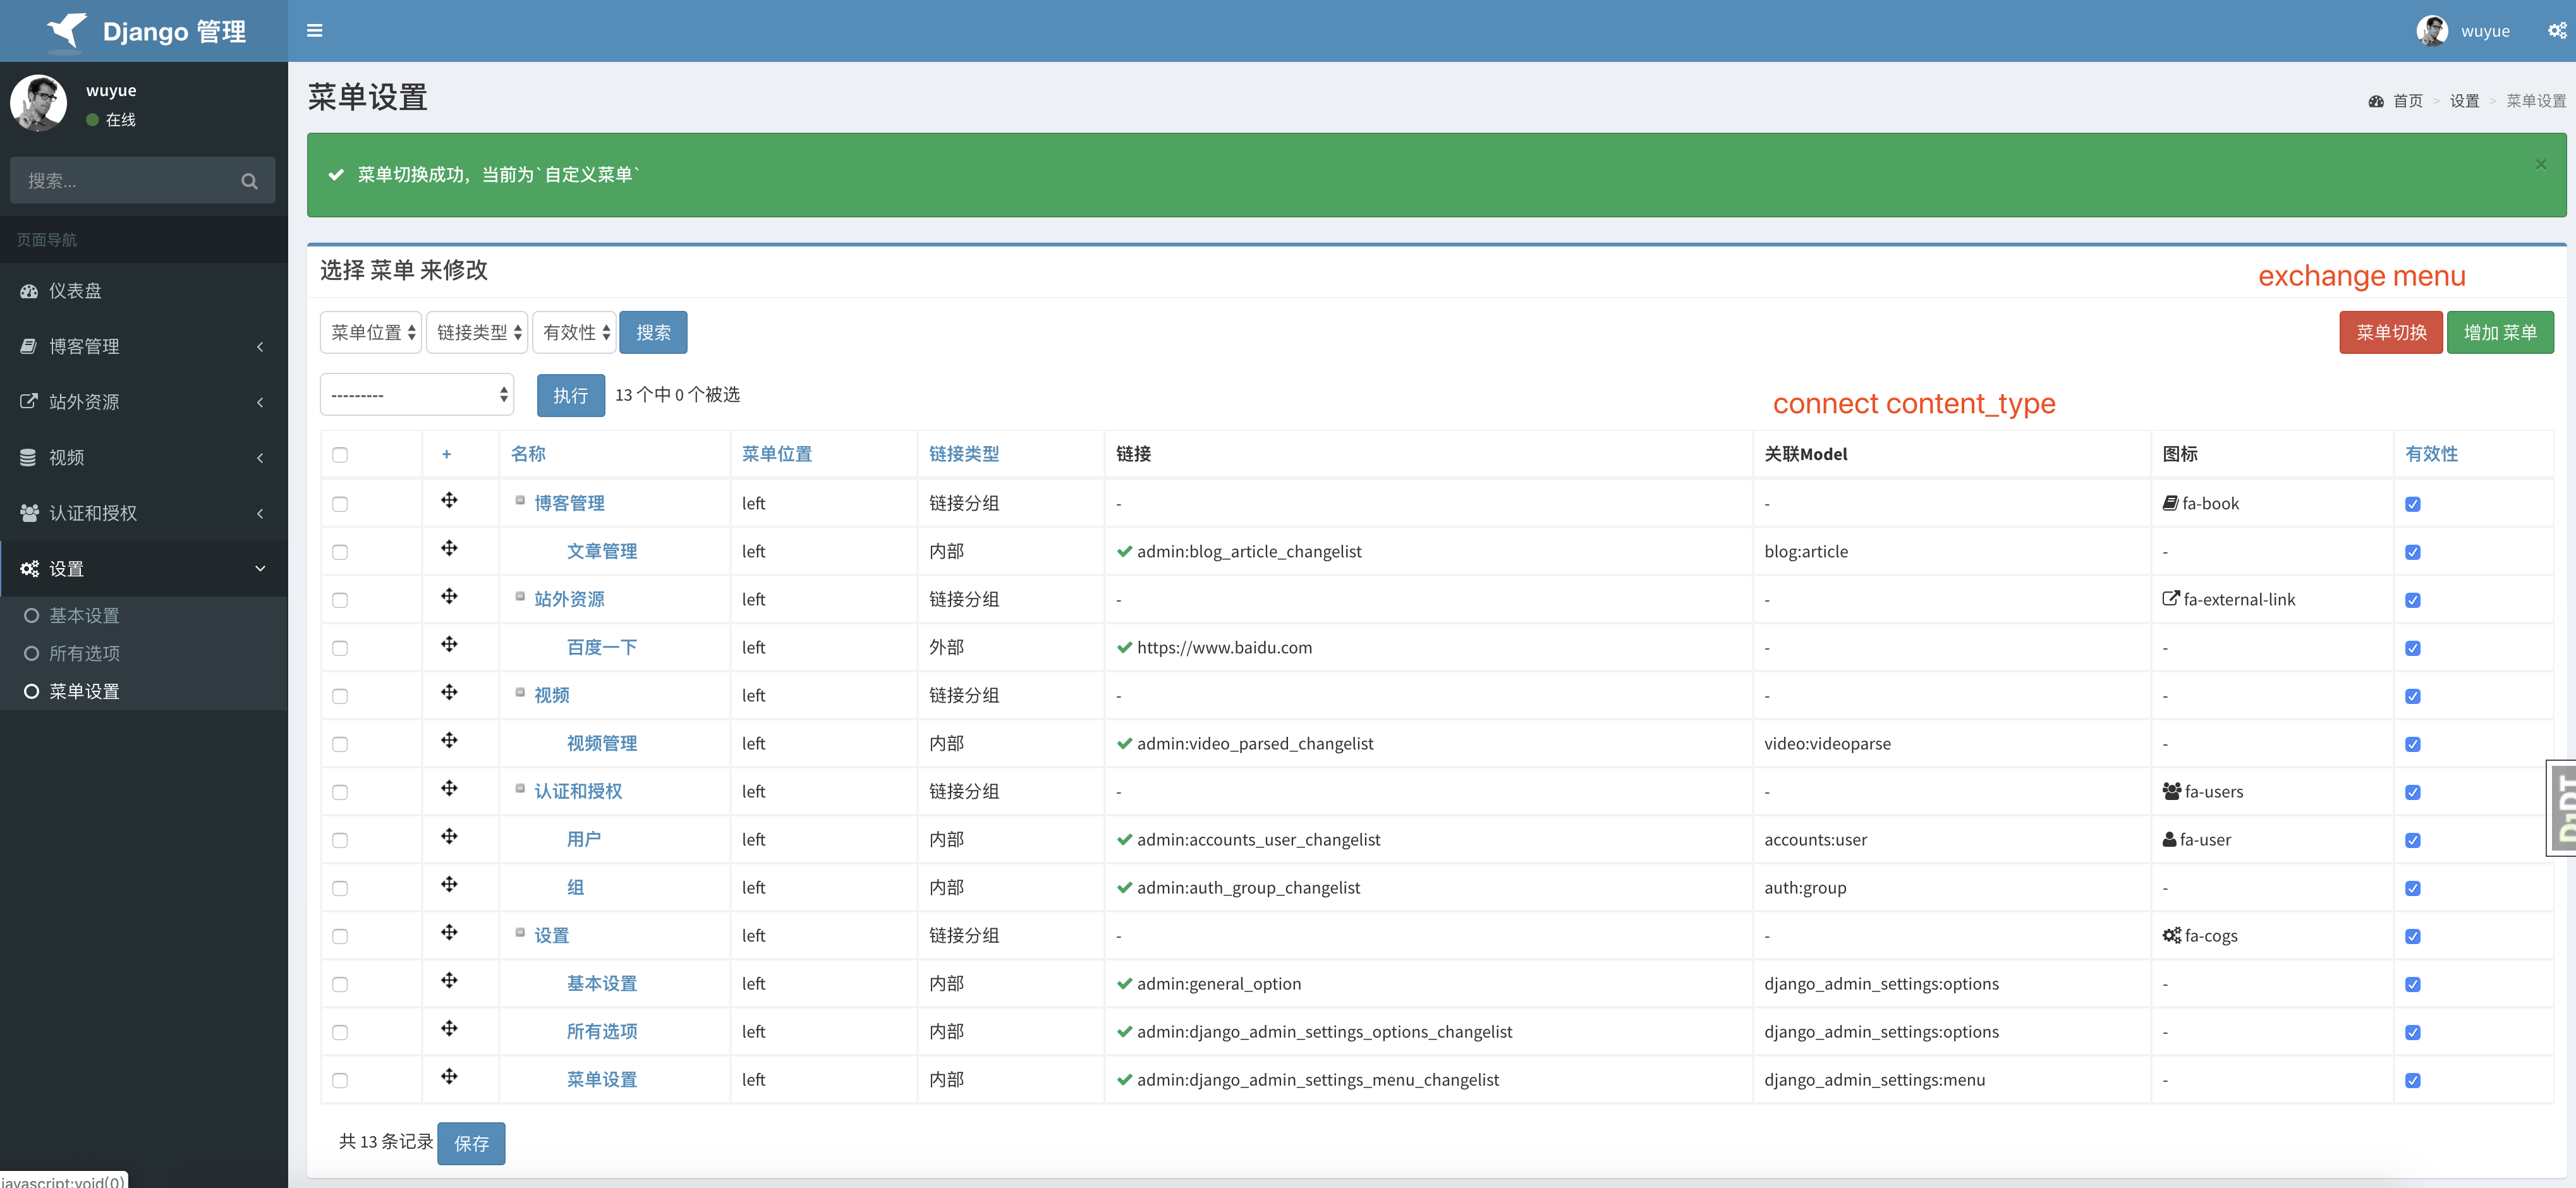 Django 管理
wuyue
wuyue
在线
搜索...
页面导航
仪表盘
博客管理
站外资源
视频
认证和授权
设置
基本设置
所有选项
菜单设置
菜单设置
首页 > 设置 > 菜单设置
菜单切换成功，当前为`自定义菜单`
×
选择 菜单 来修改
exchange menu
菜单位置 链接类型 有效性 搜索
菜单切换 增加 菜单
--------- 执行 13 个中 0 个被选
connect content_type
+ 名称 菜单位置 链接类型 链接 关联Model 图标 有效性
博客管理 left 链接分组 - - fa-book
文章管理 left 内部 admin:blog_article_changelist blog:article -
站外资源 left 链接分组 - - fa-external-link
百度一下 left 外部 https://www.baidu.com - -
视频 left 链接分组 - - -
视频管理 left 内部 admin:video_parsed_changelist video:videoparse -
认证和授权 left 链接分组 - - fa-users
用户 left 内部 admin:accounts_user_changelist accounts:user fa-user
组 left 内部 admin:auth_group_changelist auth:group -
设置 left 链接分组 - - fa-cogs
基本设置 left 内部 admin:general_option django_admin_settings:options -
所有选项 left 内部 admin:django_admin_settings_options_changelist django_admin_settings:options -
菜单设置 left 内部 admin:django_admin_settings_menu_changelist django_admin_settings:menu -
共 13 条记录 保存
DjDT
javascript:void(0)